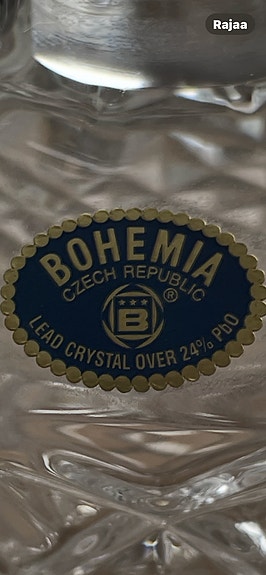 Rajaa
BOHEMIA
CZECH REPUBLIC
®
B
LEAD CRYSTAL OVER 24% PbO